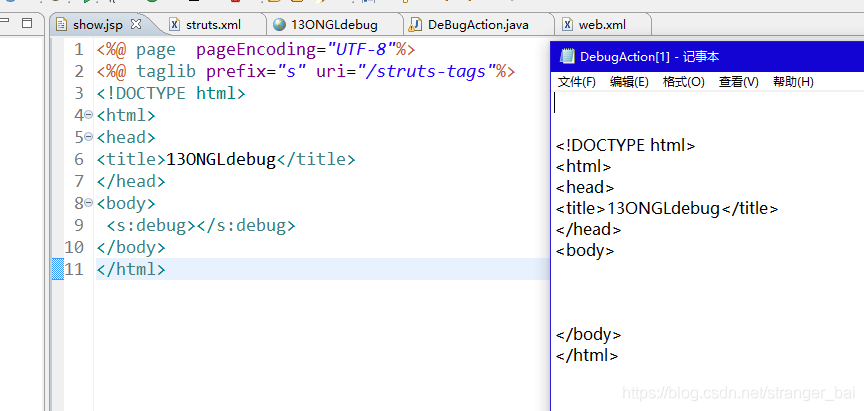 show.jsp
struts.xml
13ONGLdebug
DeBugAction.java
web.xml
1 <%@ page  pageEncoding="UTF-8"%>
2 <%@ taglib prefix="s" uri="/struts-tags"%>
3 <!DOCTYPE html>
4 <html>
5 <head>
6 <title>13ONGLdebug</title>
7 </head>
8 <body>
9  <s:debug></s:debug>
10 </body>
11 </html>
DebugAction[1] - 记事本
文件(F) 编辑(E) 格式(O) 查看(V) 帮助(H)
<!DOCTYPE html>
<html>
<head>
<title>13ONGLdebug</title>
</head>
<body>
</body>
</html>
https://blog.csdn.net/stranger_bai